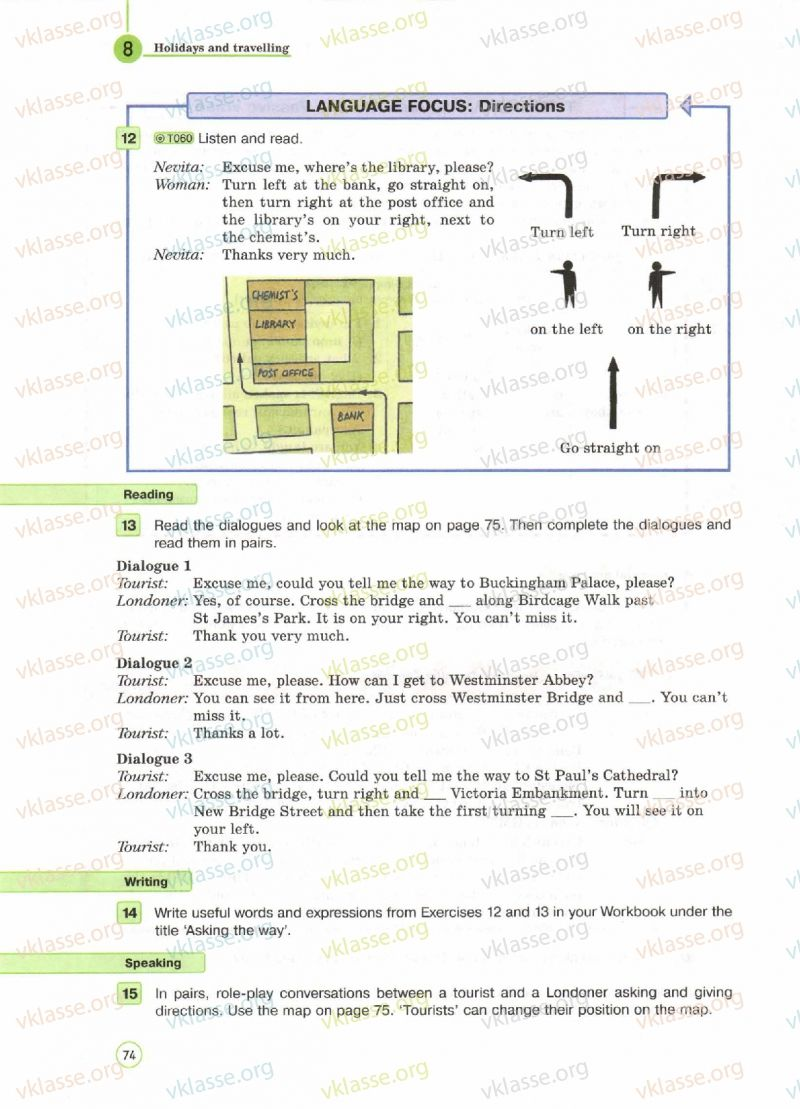 8 Holidays and travelling
LANGUAGE FOCUS: Directions
12 T060 Listen and read.
Nevita: Excuse me, where's the library, please?
Woman: Turn left at the bank, go straight on,
then turn right at the post office and
the library's on your right, next to
the chemist's.
Nevita: Thanks very much.
CHEMIST'S
LIBRARY
POST OFFICE
BANK
Turn left
Turn right
on the left
on the right
Go straight on
Reading
13 Read the dialogues and look at the map on page 75. Then complete the dialogues and
read them in pairs.
Dialogue 1
Tourist: Excuse me, could you tell me the way to Buckingham Palace, please?
Londoner: Yes, of course. Cross the bridge and ___ along Birdcage Walk past
St James's Park. It is on your right. You can't miss it.
Tourist: Thank you very much.
Dialogue 2
Tourist: Excuse me, please. How can I get to Westminster Abbey?
Londoner: You can see it from here. Just cross Westminster Bridge and ___. You can't
miss it.
Tourist: Thanks a lot.
Dialogue 3
Tourist: Excuse me, please. Could you tell me the way to St Paul's Cathedral?
Londoner: Cross the bridge, turn right and ___ Victoria Embankment. Turn ___ into
New Bridge Street and then take the first turning ___. You will see it on
your left.
Tourist: Thank you.
Writing
14 Write useful words and expressions from Exercises 12 and 13 in your Workbook under the
title 'Asking the way'.
Speaking
15 In pairs, role-play conversations between a tourist and a Londoner asking and giving
directions. Use the map on page 75. 'Tourists' can change their position on the map.
74
vklasse.org